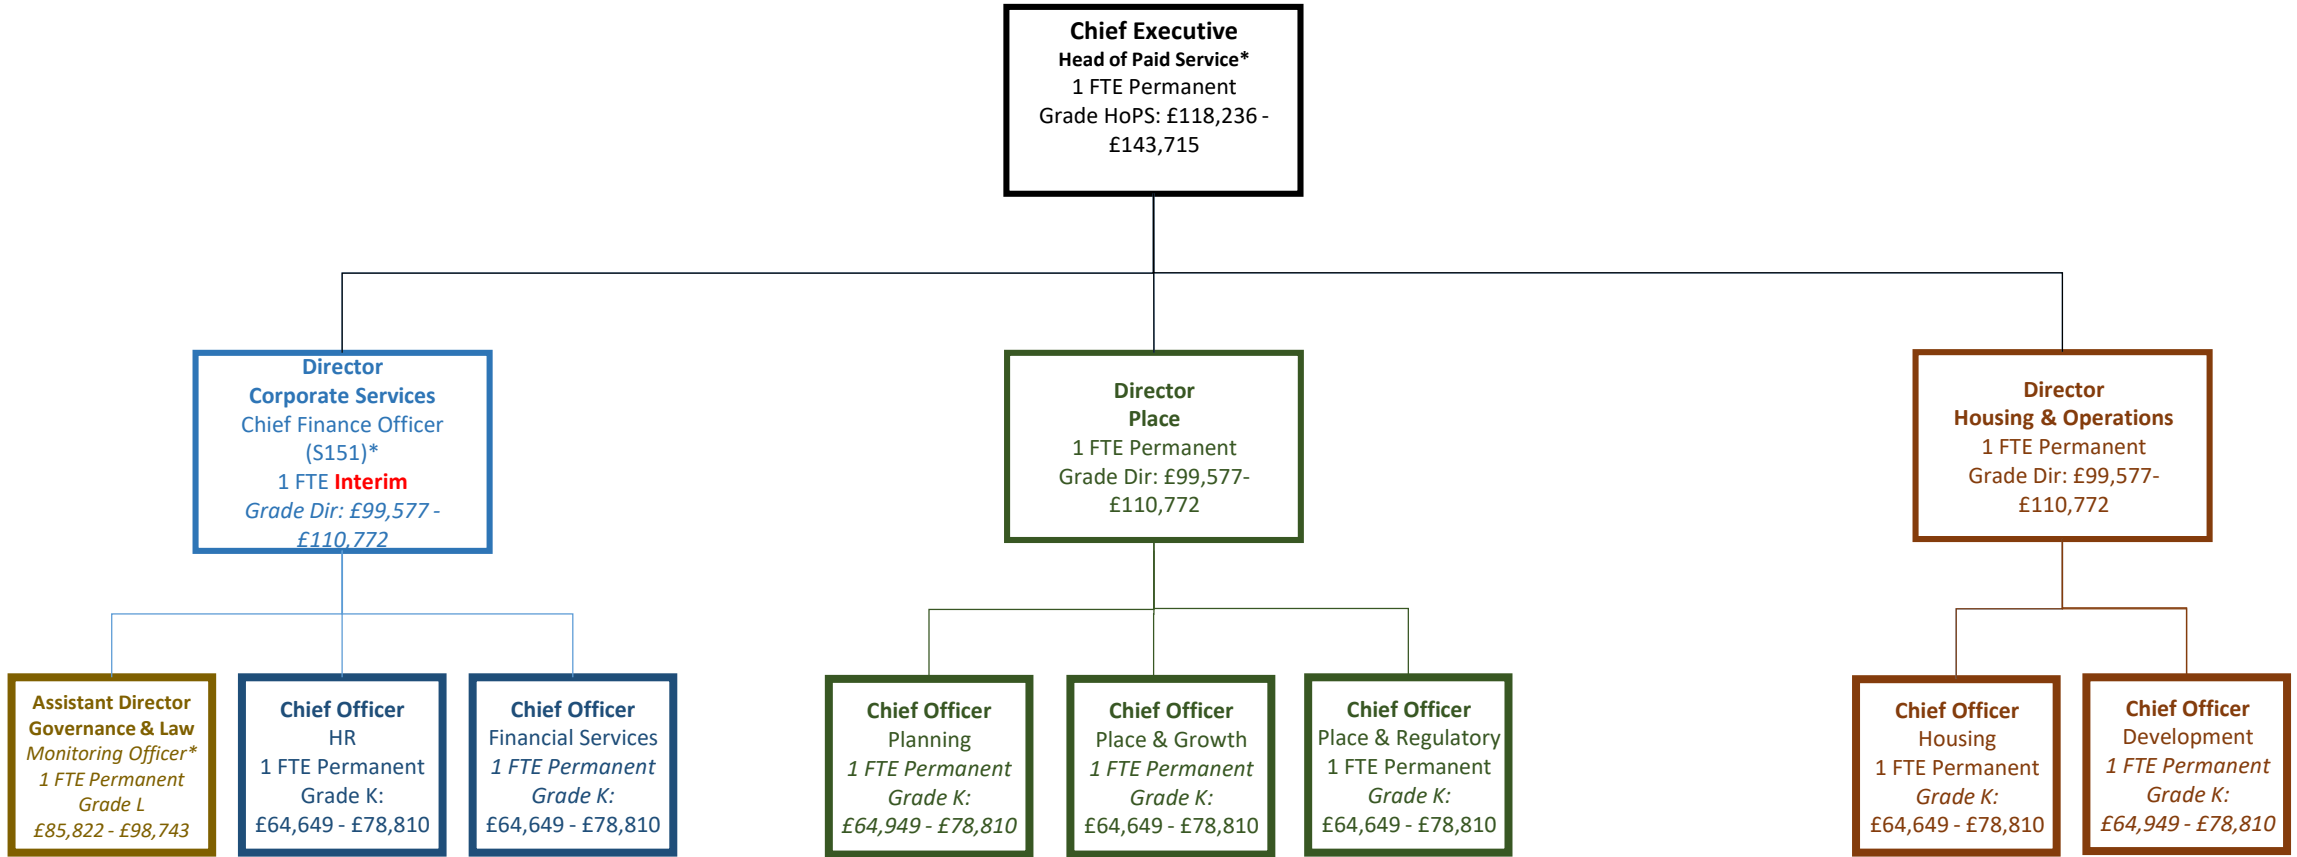 Chief Executive
Head of Paid Service*
1 FTE Permanent
Grade HoPS: £118,236 -
£143,715
Director
Corporate Services
Chief Finance Officer
(S151)*
1 FTE Interim
Grade Dir: £99,577 -
£110,772
Director
Place
1 FTE Permanent
Grade Dir: £99,577-
£110,772
Director
Housing & Operations
1 FTE Permanent
Grade Dir: £99,577-
£110,772
Assistant Director
Governance & Law
Monitoring Officer*
1 FTE Permanent
Grade L
£85,822 - £98,743
Chief Officer
HR
1 FTE Permanent
Grade K:
£64,649 - £78,810
Chief Officer
Financial Services
1 FTE Permanent
Grade K:
£64,649 - £78,810
Chief Officer
Planning
1 FTE Permanent
Grade K:
£64,949 - £78,810
Chief Officer
Place & Growth
1 FTE Permanent
Grade K:
£64,649 - £78,810
Chief Officer
Place & Regulatory
1 FTE Permanent
Grade K:
£64,649 - £78,810
Chief Officer
Housing
1 FTE Permanent
Grade K:
£64,649 - £78,810
Chief Officer
Development
1 FTE Permanent
Grade K:
£64,949 - £78,810